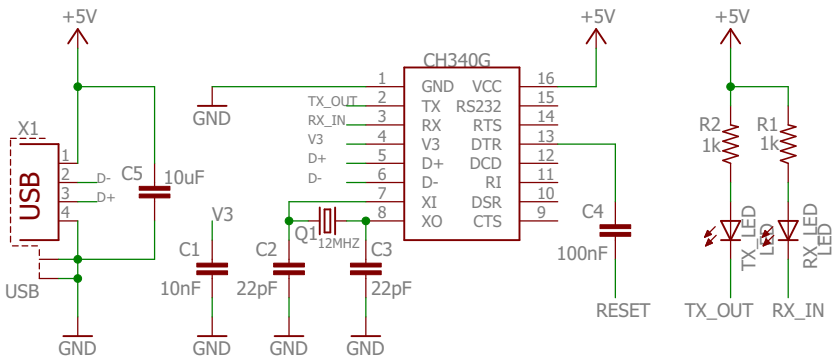 +5V
+5V
+5V
CH340G
1 GND VCC 16
TX_OUT 2 TX RS232 15
RX_IN 3 RX RTS 14
V3 4 V3 DTR 13
D+ 5 D+ DCD 12
D- 6 D- RI 11
7 XI DSR 10
8 XO CTS 9
GND
X1
USB
1
2 D-
3 D+
4
USB
C5
10uF
V3
Q1
12MHZ
C1
10nF
C2
22pF
C3
22pF
C4
100nF
RESET
R2
1k
R1
1k
TX_LED
LED
RX_LED
LED
TX_OUT
RX_IN
GND
GND
GND
GND